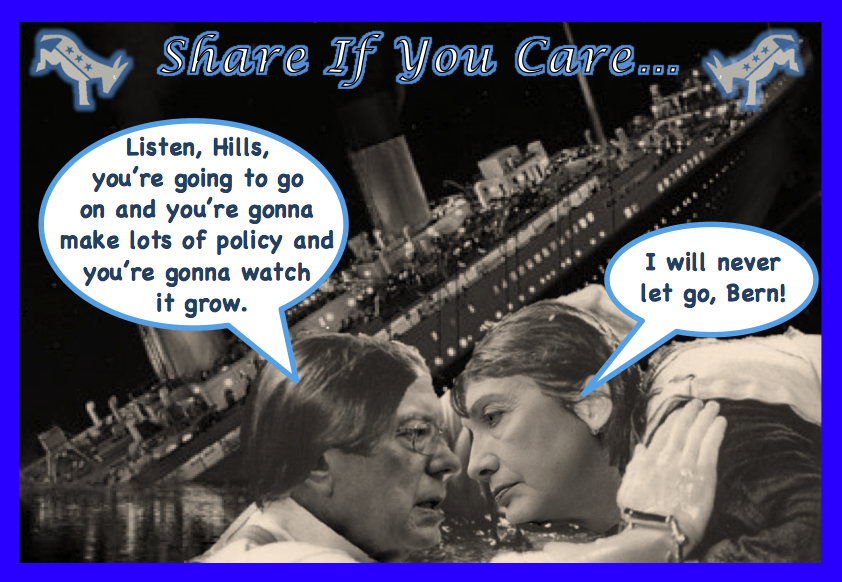 Share If You Care...
Listen, Hills,
you're going to go
on and you're gonna
make lots of policy and
you're gonna watch
it grow.
I will never
let go, Bern!